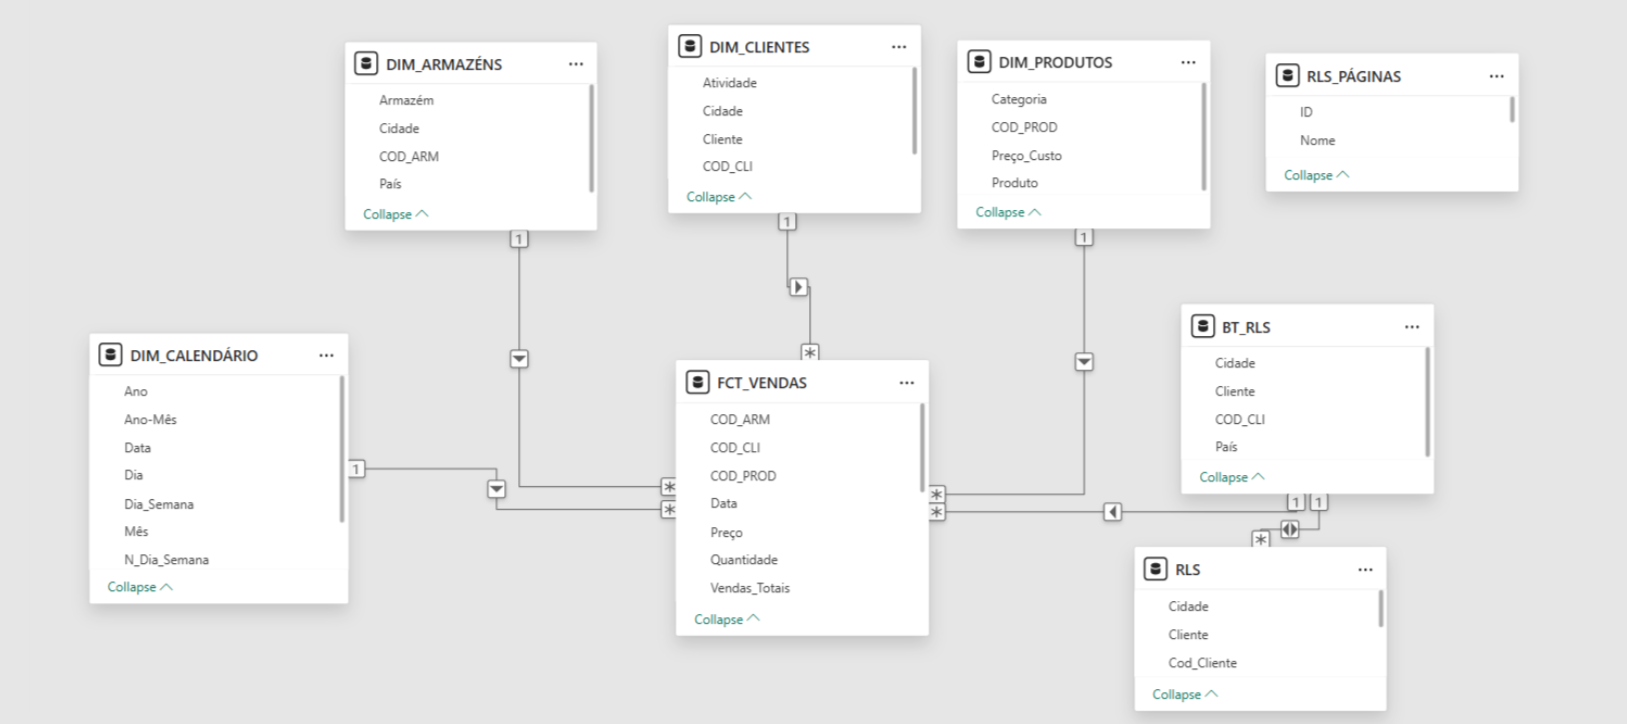 DIM_ARMAZÉNS
Armazém
Cidade
COD_ARM
País
Collapse
1
DIM_CLIENTES
Atividade
Cidade
Cliente
COD_CLI
Collapse
1
*
DIM_PRODUTOS
Categoria
COD_PROD
Preço_Custo
Produto
Collapse
1
RLS_PÁGINAS
ID
Nome
Collapse
DIM_CALENDÁRIO
Ano
Ano-Mês
Data
Dia
Dia_Semana
Mês
N_Dia_Semana
Collapse
1
*
*
FCT_VENDAS
COD_ARM
COD_CLI
COD_PROD
Data
Preço
Quantidade
Vendas_Totais
Collapse
*
*
BT_RLS
Cidade
Cliente
COD_CLI
País
Collapse
1 1
*
RLS
Cidade
Cliente
Cod_Cliente
Collapse